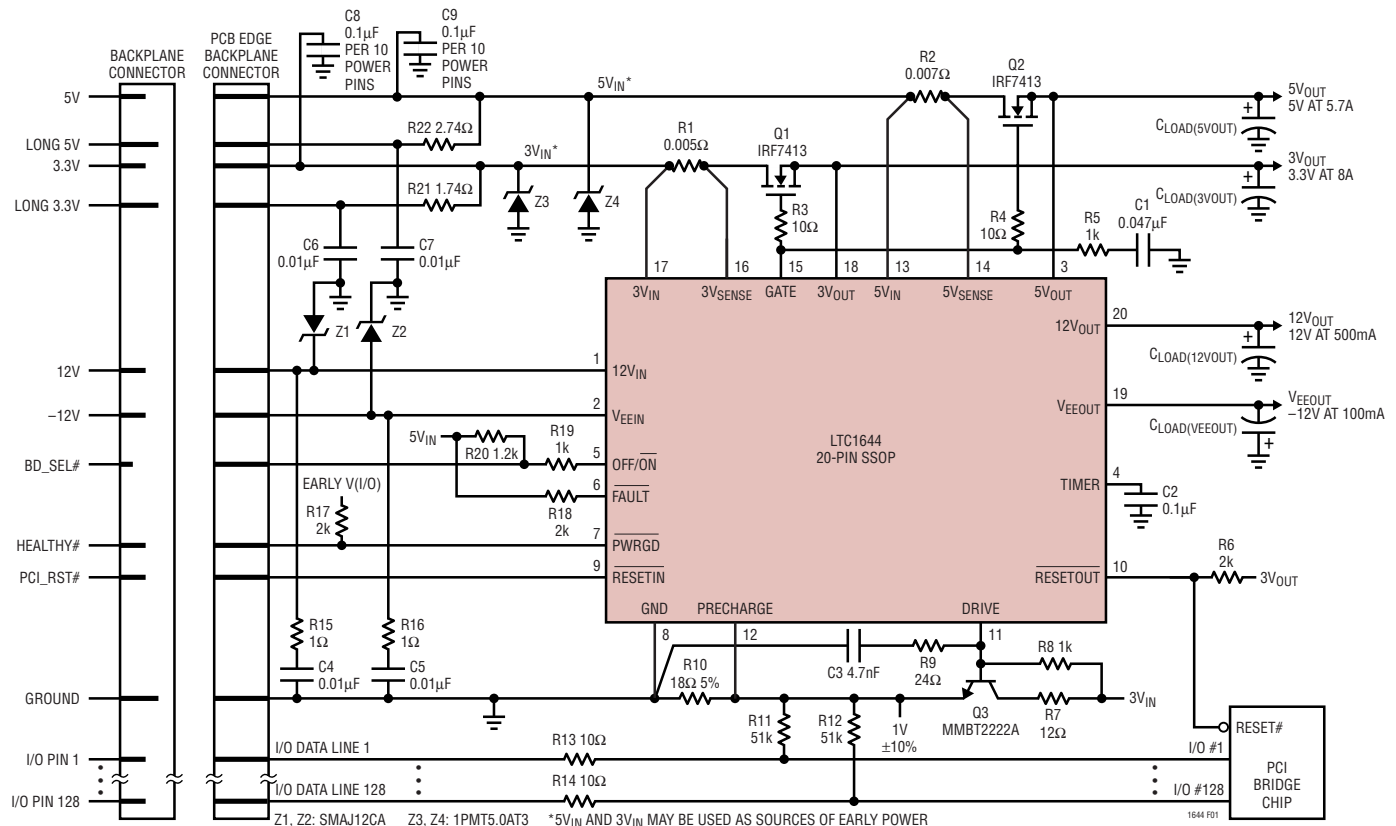 BACKPLANE
CONNECTOR
PCB EDGE
BACKPLANE
CONNECTOR
C8
0.1µF
PER 10
POWER
PINS
C9
0.1µF
PER 10
POWER
PINS
5V
LONG 5V
3.3V
LONG 3.3V
12V
–12V
BD_SEL#
HEALTHY#
PCI_RST#
GROUND
I/O PIN 1
I/O PIN 128
R22 2.74Ω
R21 1.74Ω
5VIN*
3VIN*
Z3
Z4
R1
0.005Ω
Q1
IRF7413
R2
0.007Ω
Q2
IRF7413
R3
10Ω
R4
10Ω
R5
1k
C1
0.047µF
5VOUT
5V AT 5.7A
CLOAD(5VOUT)
+
3VOUT
3.3V AT 8A
CLOAD(3VOUT)
+
C6
0.01µF
C7
0.01µF
Z1
Z2
17
16
15
18
13
14
3
3VIN
3VSENSE
GATE
3VOUT
5VIN
5VSENSE
5VOUT
1
12VIN
2
VEEIN
5VIN
R20 1.2k
R19
1k
5
OFF/ON
6
FAULT
R18
2k
EARLY V(I/O)
R17
2k
7
PWRGD
9
RESETIN
LTC1644
20-PIN SSOP
12VOUT
20
12VOUT
12V AT 500mA
CLOAD(12VOUT)
+
VEEOUT
19
VEEOUT
–12V AT 100mA
CLOAD(VEEOUT)
+
TIMER
4
C2
0.1µF
RESETOUT
10
R6
2k
3VOUT
GND
PRECHARGE
DRIVE
8
12
11
R15
1Ω
C4
0.01µF
R16
1Ω
C5
0.01µF
R10
18Ω 5%
C3 4.7nF
R9
24Ω
R8 1k
Q3
MMBT2222A
R7
12Ω
3VIN
R11
51k
R12
51k
1V
±10%
I/O DATA LINE 1
R13 10Ω
I/O DATA LINE 128
R14 10Ω
RESET#
I/O #1
I/O #128
PCI
BRIDGE
CHIP
1644 F01
Z1, Z2: SMAJ12CA Z3, Z4: 1PMT5.0AT3 *5VIN AND 3VIN MAY BE USED AS SOURCES OF EARLY POWER